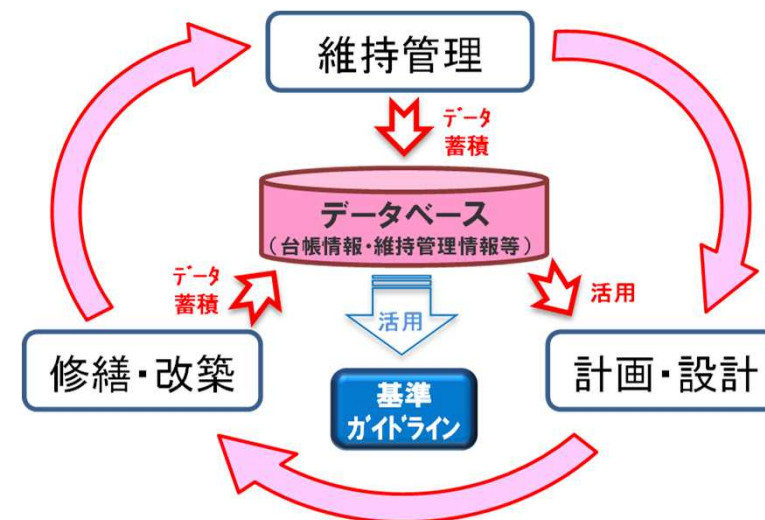 維持管理
データ
蓄積
データベース
（台帳情報・維持管理情報等）
データ
蓄積
活用
活用
修繕・改築
計画・設計
基準
ガイドライン